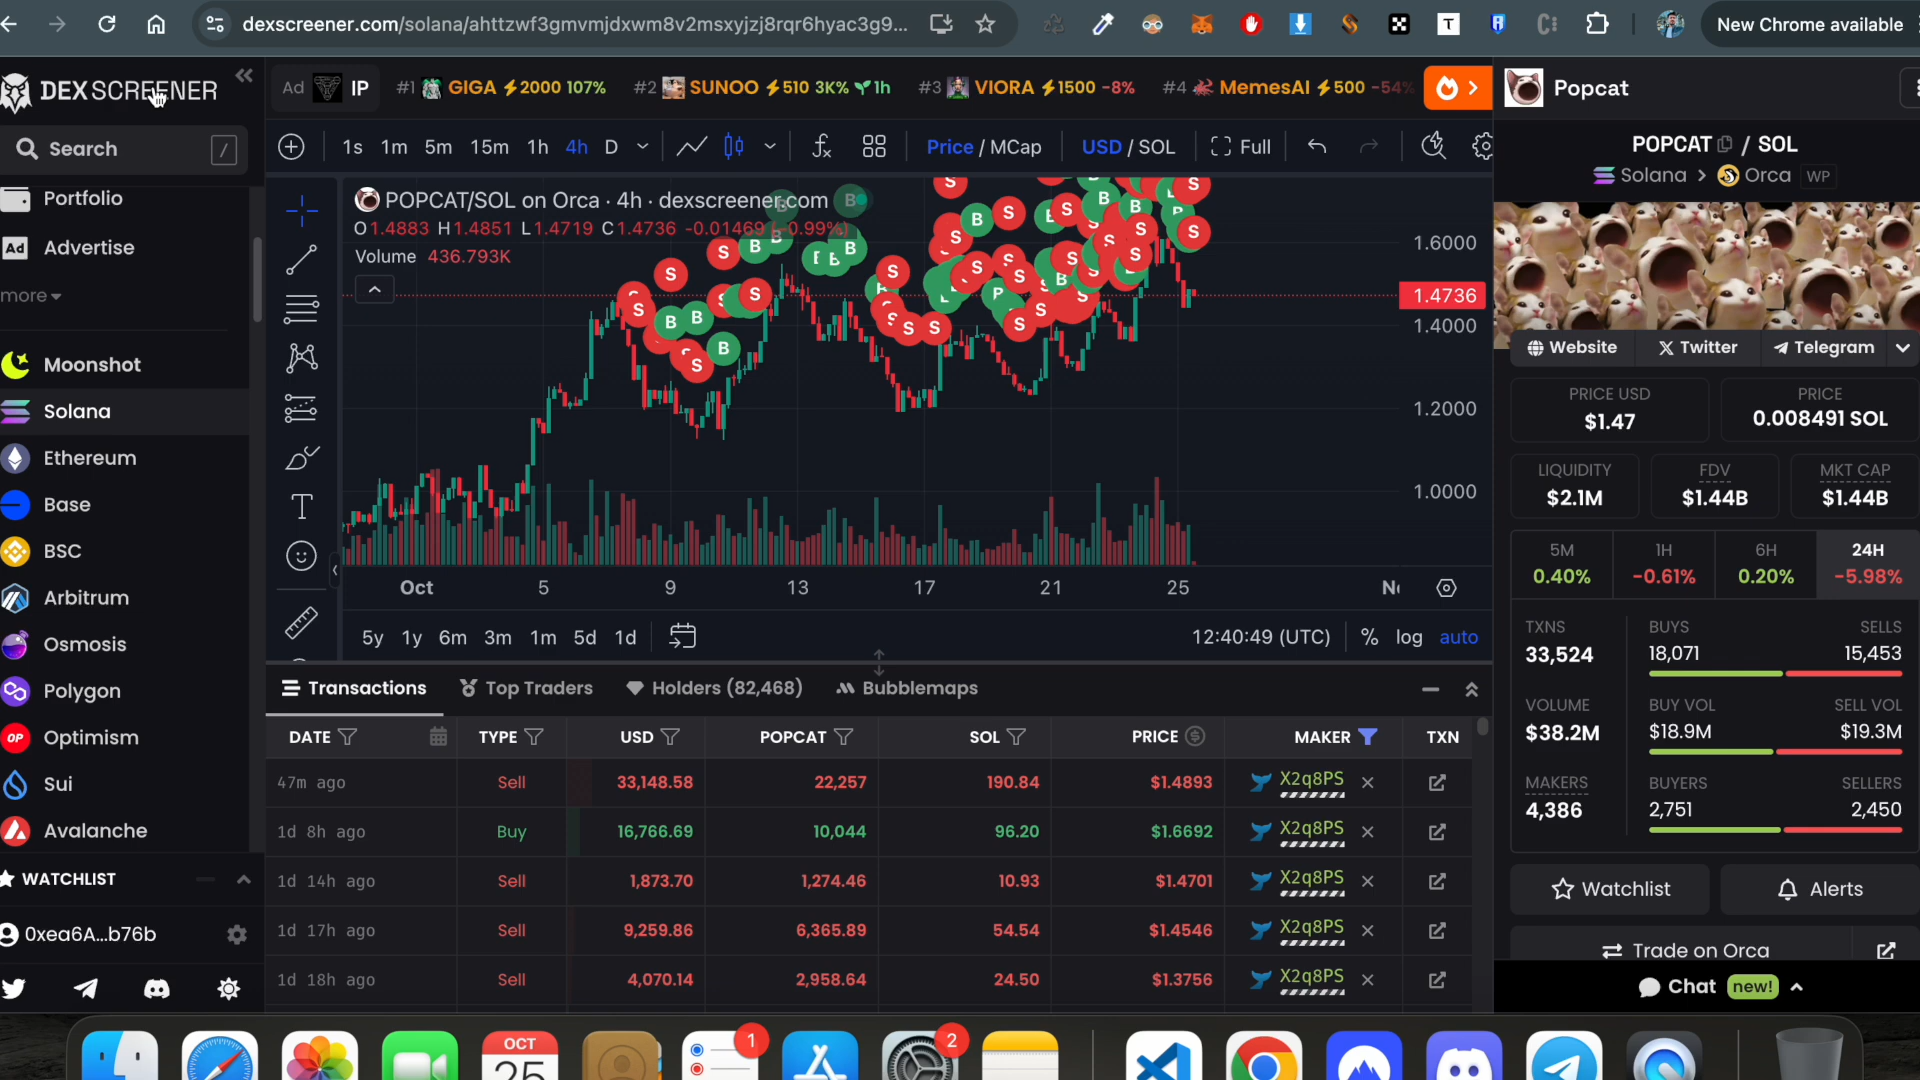 dexscreener.com/solana/ahttzwf3gmvmjdxwm8v2msxyjzj8rqr6hyac3g9...
T
New Chrome available
DEX SCREENER
Search
/
Portfolio
Ad
Advertise
more
Moonshot
Solana
Ethereum
Base
BSC
Arbitrum
Osmosis
Polygon
OP
Optimism
Sui
Avalanche
WATCHLIST
0xea6A...b76b
Ad
IP
#1 GIGA 2000 107%
#2 SUNOO 510 3K% 1h
#3 VIORA 1500 -8%
#4 MemesAI 500 -54%
1s 1m 5m 15m 1h 4h D
Price / MCap
USD / SOL
Full
POPCAT/SOL on Orca · 4h · dexscreener.com
O1.4883 H1.4851 L1.4719 C1.4736 -0.01469 (-0.99%)
Volume 436.793K
1.6000
1.4736
1.4000
1.2000
1.0000
Oct 5 9 13 17 21 25
5y 1y 6m 3m 1m 5d 1d
12:40:49 (UTC)
% log auto
Transactions
Top Traders
Holders (82,468)
Bubblemaps
DATE TYPE USD POPCAT SOL PRICE MAKER TXN
47m ago Sell 33,148.58 22,257 190.84 $1.4893 X2q8PS
1d 8h ago Buy 16,766.69 10,044 96.20 $1.6692 X2q8PS
1d 14h ago Sell 1,873.70 1,274.46 10.93 $1.4701 X2q8PS
1d 17h ago Sell 9,259.86 6,365.89 54.54 $1.4546 X2q8PS
1d 18h ago Sell 4,070.14 2,958.64 24.50 $1.3756 X2q8PS
Popcat
POPCAT / SOL
Solana > Orca WP
Website
Twitter
Telegram
PRICE USD
$1.47
PRICE
0.008491 SOL
LIQUIDITY
$2.1M
FDV
$1.44B
MKT CAP
$1.44B
5M
0.40%
1H
-0.61%
6H
0.20%
24H
-5.98%
TXNS
33,524
BUYS
18,071
SELLS
15,453
VOLUME
$38.2M
BUY VOL
$18.9M
SELL VOL
$19.3M
MAKERS
4,386
BUYERS
2,751
SELLERS
2,450
Watchlist
Alerts
Trade on Orca
Chat new!
OCT
25
1
2